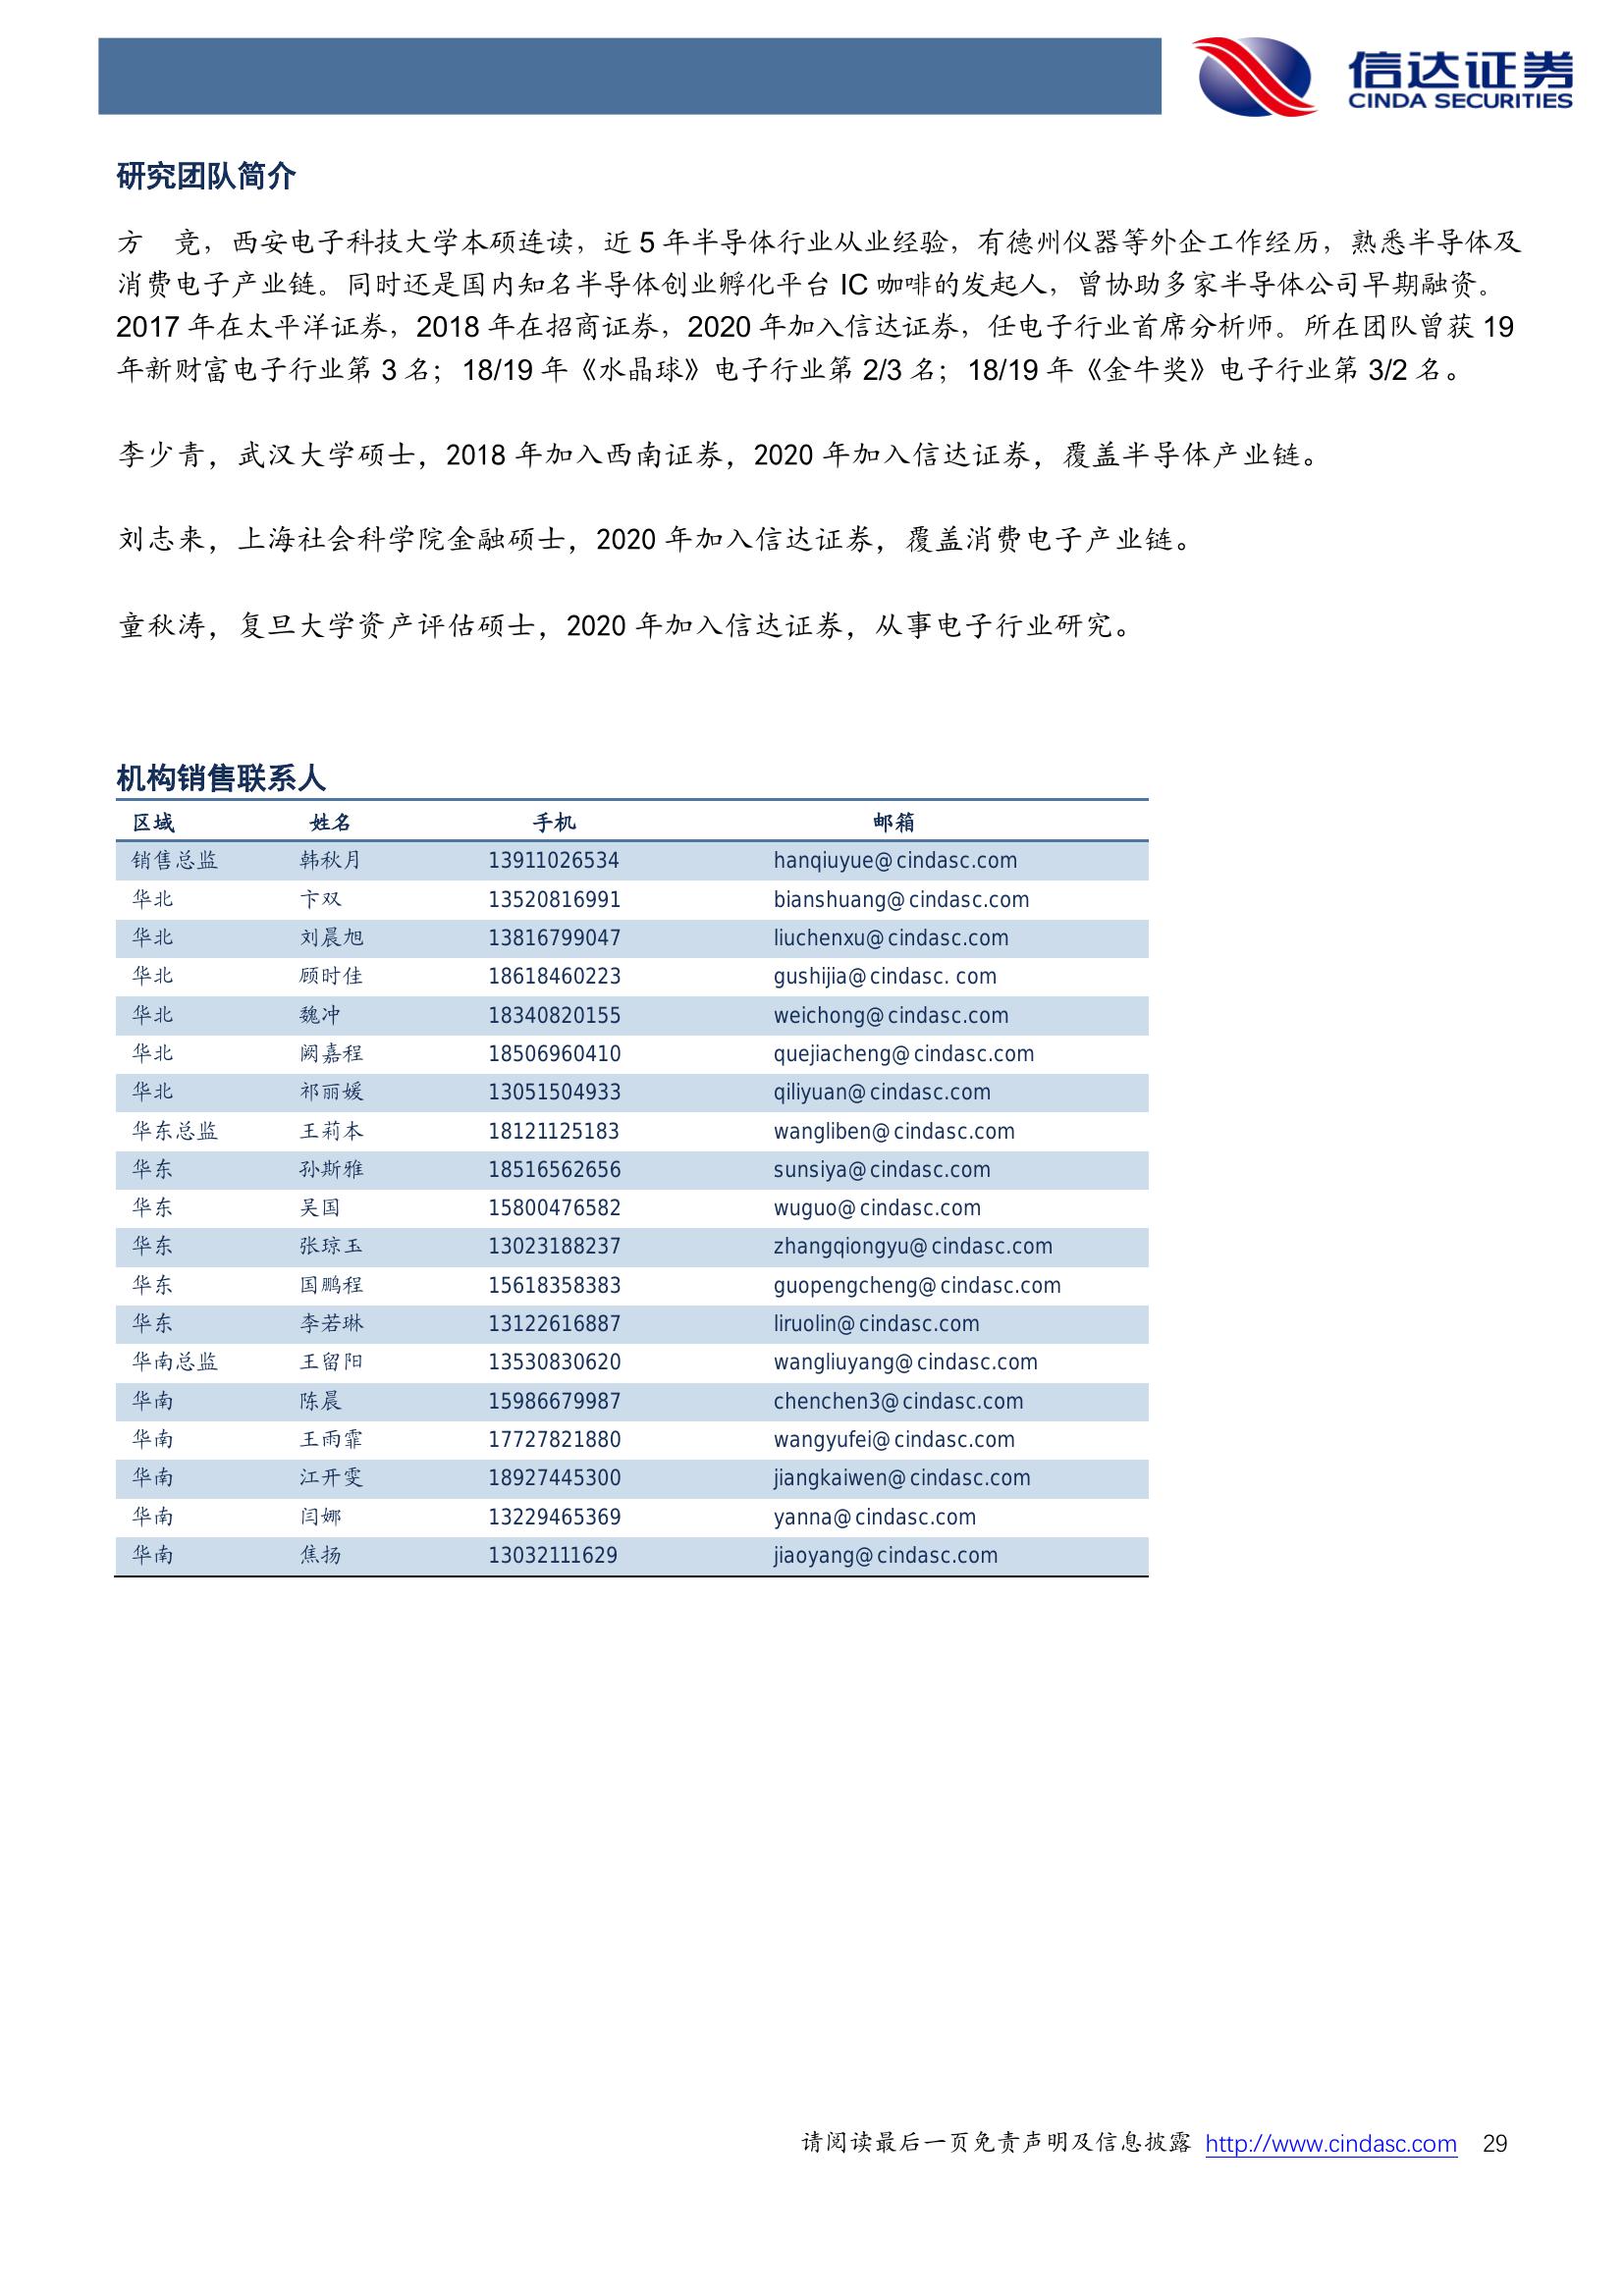 信达证券
CINDA SECURITIES
研究团队简介
方　竞，西安电子科技大学本硕连读，近 5 年半导体行业从业经验，有德州仪器等外企工作经历，熟悉半导体及
消费电子产业链。同时还是国内知名半导体创业孵化平台 IC 咖啡的发起人，曾协助多家半导体公司早期融资。
2017 年在太平洋证券，2018 年在招商证券，2020 年加入信达证券，任电子行业首席分析师。所在团队曾获 19
年新财富电子行业第 3 名；18/19 年《水晶球》电子行业第 2/3 名；18/19 年《金牛奖》电子行业第 3/2 名。
李少青，武汉大学硕士，2018 年加入西南证券，2020 年加入信达证券，覆盖半导体产业链。
刘志来，上海社会科学院金融硕士，2020 年加入信达证券，覆盖消费电子产业链。
童秋涛，复旦大学资产评估硕士，2020 年加入信达证券，从事电子行业研究。
机构销售联系人
区域 姓名 手机 邮箱
销售总监 韩秋月 13911026534 hanqiuyue@cindasc.com
华北 卞双 13520816991 bianshuang@cindasc.com
华北 刘晨旭 13816799047 liuchenxu@cindasc.com
华北 顾时佳 18618460223 gushijia@cindasc. com
华北 魏冲 18340820155 weichong@cindasc.com
华北 阙嘉程 18506960410 quejiacheng@cindasc.com
华北 祁丽媛 13051504933 qiliyuan@cindasc.com
华东总监 王莉本 18121125183 wangliben@cindasc.com
华东 孙斯雅 18516562656 sunsiya@cindasc.com
华东 吴国 15800476582 wuguo@cindasc.com
华东 张琼玉 13023188237 zhangqiongyu@cindasc.com
华东 国鹏程 15618358383 guopengcheng@cindasc.com
华东 李若琳 13122616887 liruolin@cindasc.com
华南总监 王留阳 13530830620 wangliuyang@cindasc.com
华南 陈晨 15986679987 chenchen3@cindasc.com
华南 王雨霏 17727821880 wangyufei@cindasc.com
华南 江开雯 18927445300 jiangkaiwen@cindasc.com
华南 闫娜 13229465369 yanna@cindasc.com
华南 焦扬 13032111629 jiaoyang@cindasc.com
请阅读最后一页免责声明及信息披露 http://www.cindasc.com 29